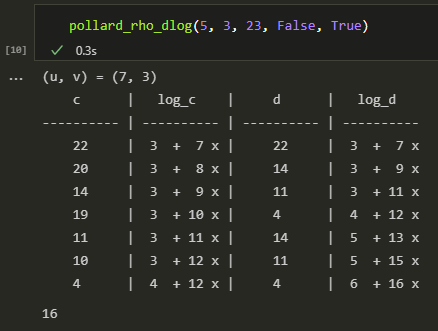 pollard_rho_dlog(5, 3, 23, False, True)
[10] ✓ 0.3s
... (u, v) = (7, 3)
c | log_c | d | log_d
---------- | ---------- | ---------- | ----------
22 | 3 + 7 x | 22 | 3 + 7 x
20 | 3 + 8 x | 14 | 3 + 9 x
14 | 3 + 9 x | 11 | 3 + 11 x
19 | 3 + 10 x | 4 | 4 + 12 x
11 | 3 + 11 x | 14 | 5 + 13 x
10 | 3 + 12 x | 11 | 5 + 15 x
4 | 4 + 12 x | 4 | 6 + 16 x
16